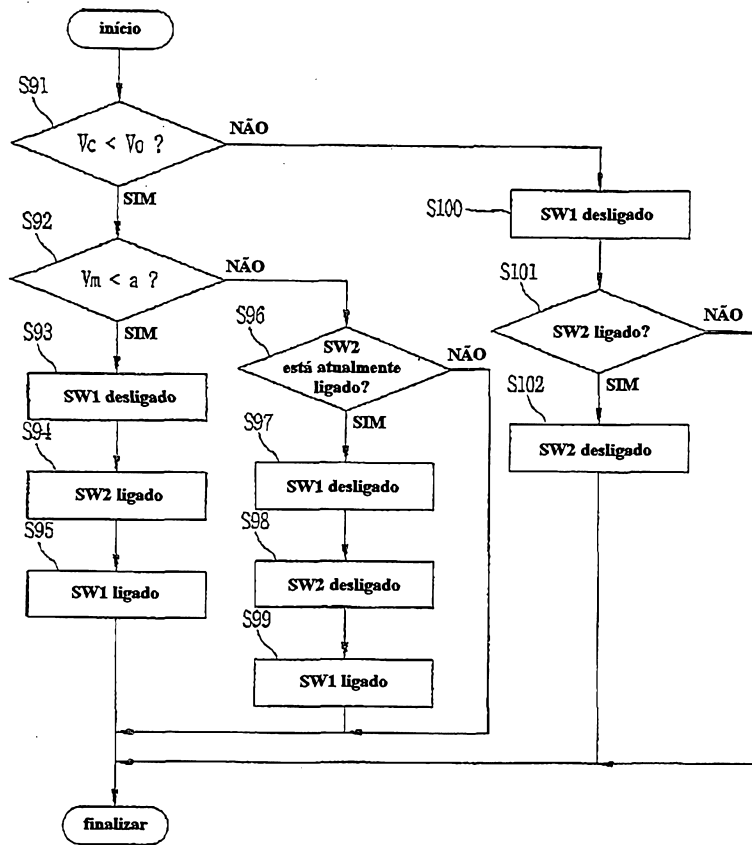 início
S91
Vc < Vo ?
NÃO
SIM
S92
Vm < a ?
NÃO
SIM
S93
SW1 desligado
S94
SW2 ligado
S95
SW1 ligado
S96
SW2
está atualmente
ligado?
NÃO
SIM
S97
SW1 desligado
S98
SW2 desligado
S99
SW1 ligado
S100
SW1 desligado
S101
SW2 ligado?
NÃO
SIM
S102
SW2 desligado
finalizar